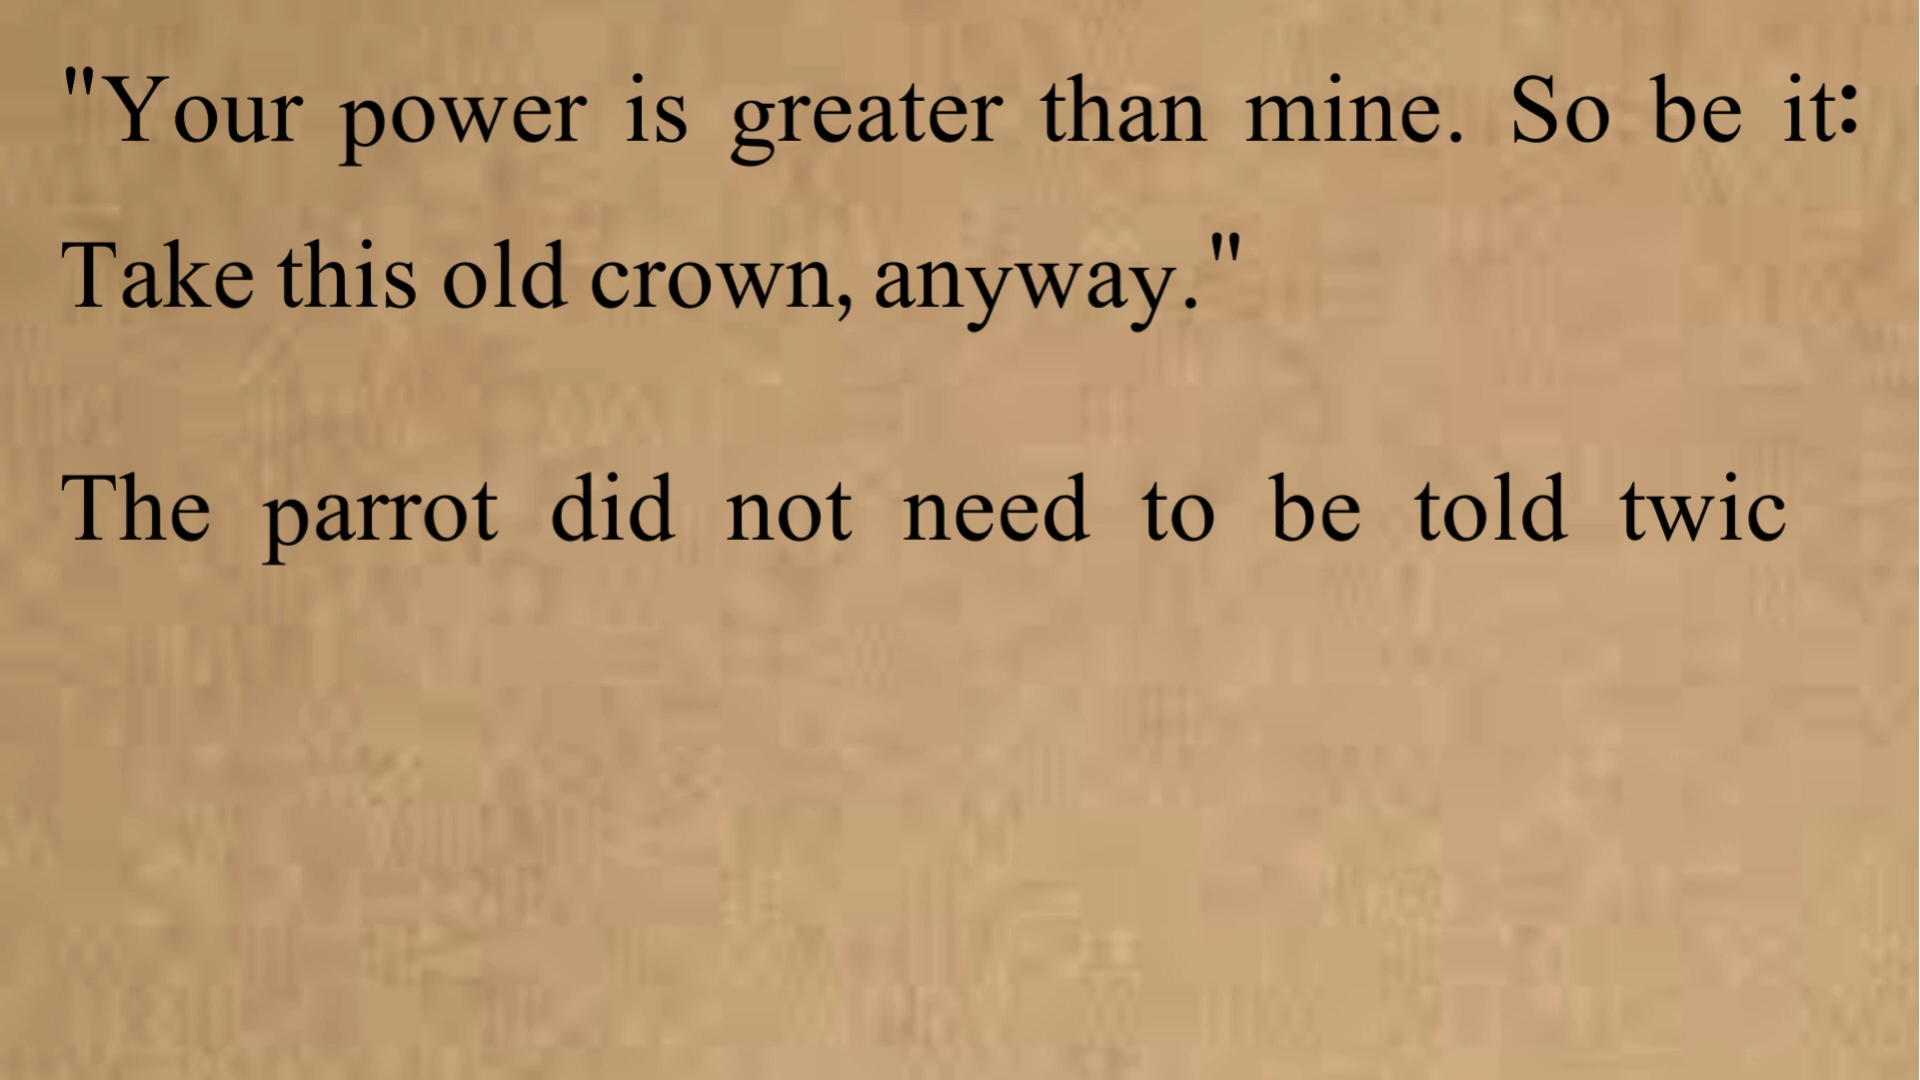 "Your power is greater than mine. So be it:
Take this old crown, anyway."
The parrot did not need to be told twic